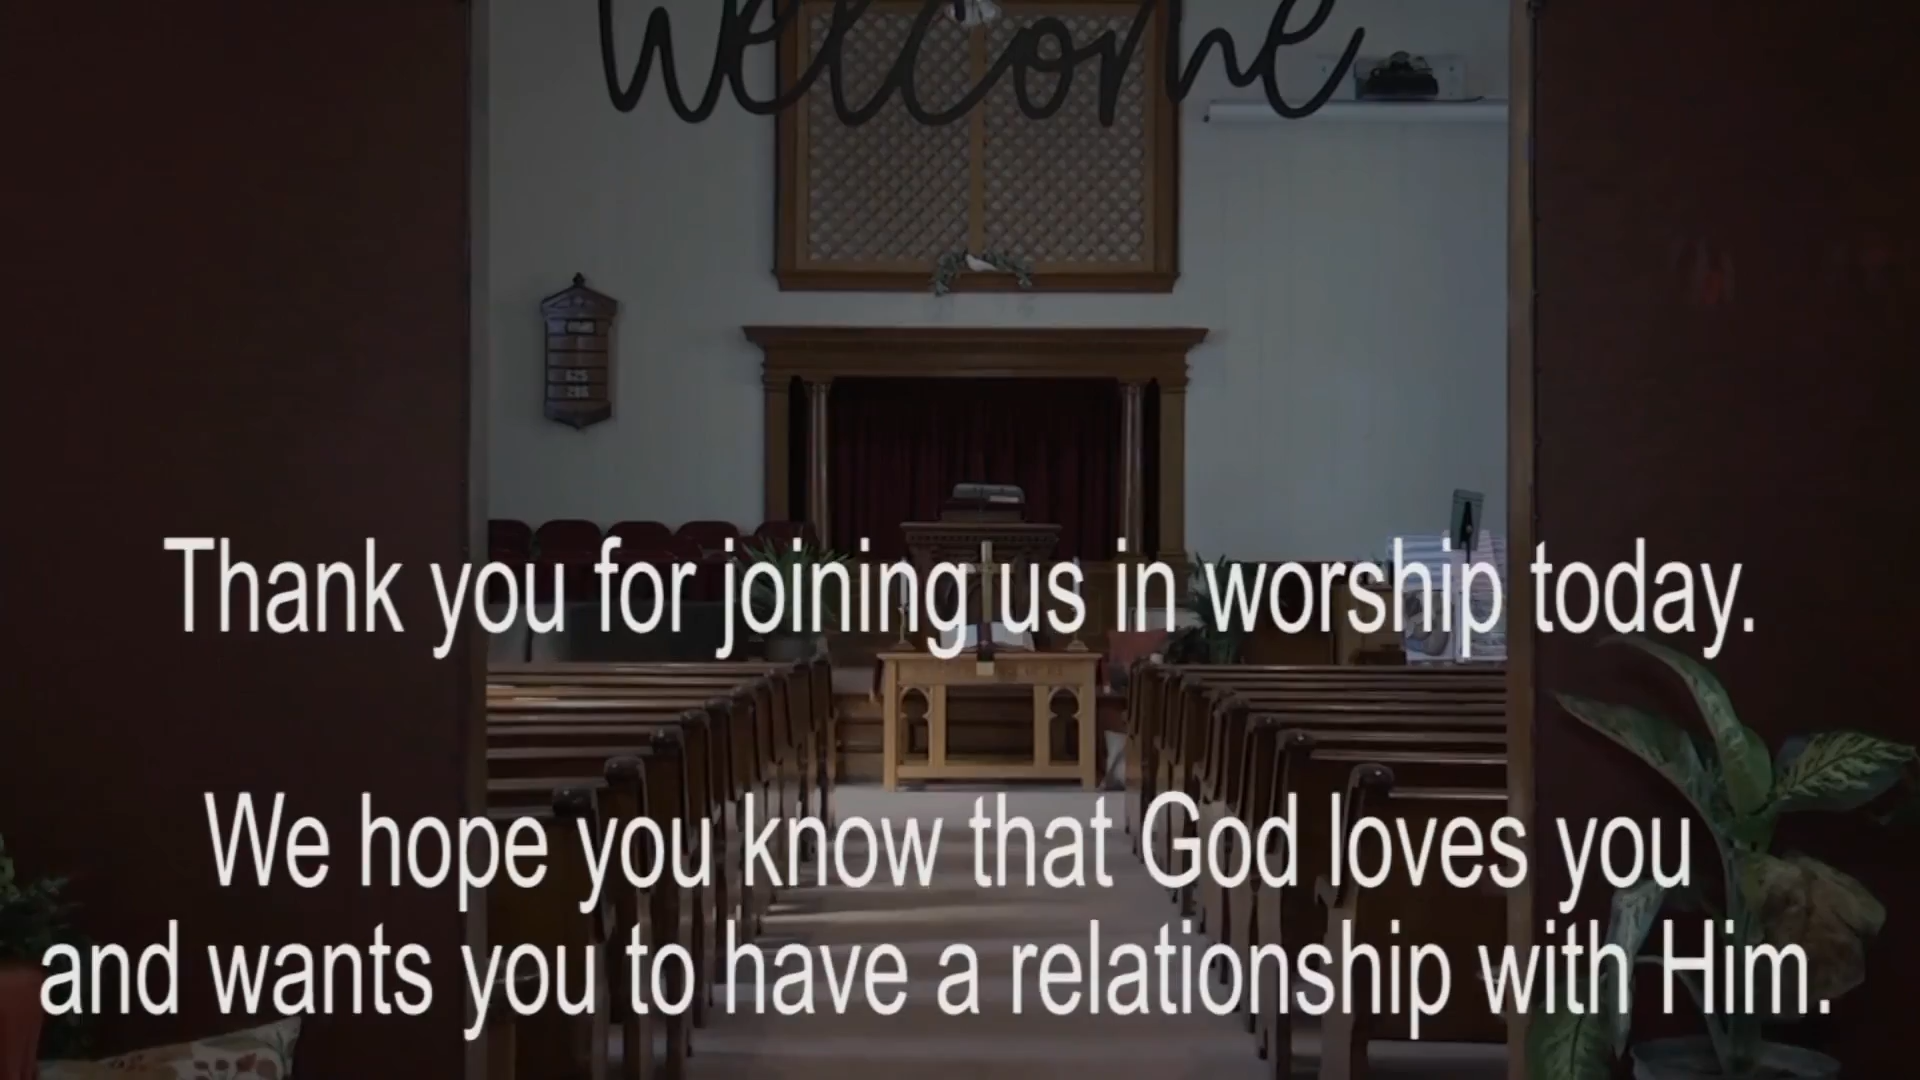 Welcome
Thank you for joining us in worship today.
We hope you know that God loves you
and wants you to have a relationship with Him.
625